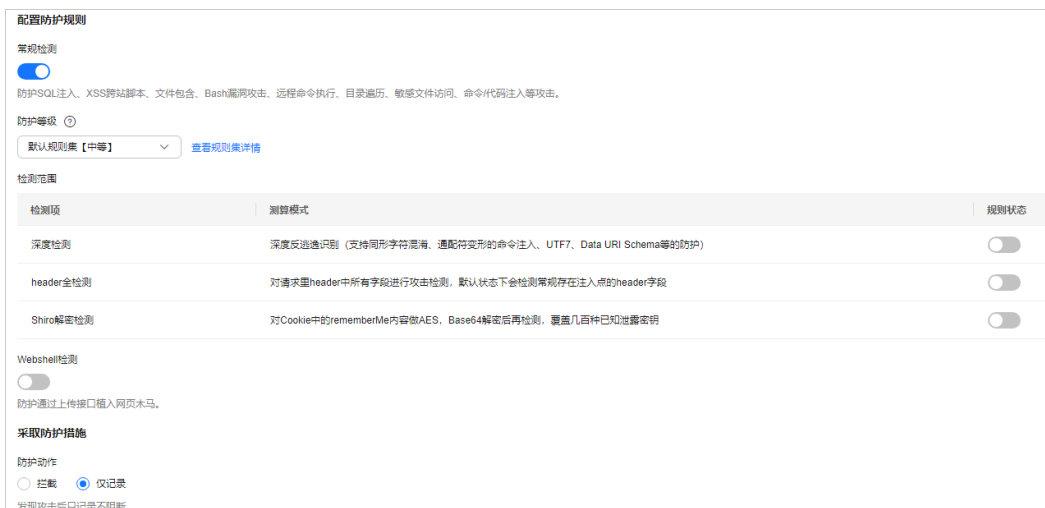 配置防护规则
常规检测
防护SQL注入、XSS跨站脚本、文件包含、Bash漏洞攻击、远程命令执行、目录遍历、敏感文件访问、命令/代码注入等攻击。
防护等级 ?
默认规则集【中等】 查看规则集详情
检测范围
检测项 测算模式 规则状态
深度检测 深度反逃逸识别（支持同形字符混淆、通配符变形的命令注入、UTF7、Data URI Schema等的防护）
header全检测 对请求里header中所有字段进行攻击检测，默认状态下会检测常规存在注入点的header字段
Shiro解密检测 对Cookie中的rememberMe内容做AES，Base64解密后再检测，覆盖几百种已知泄露密钥
Webshell检测
防护通过上传接口植入网页木马。
采取防护措施
防护动作
拦截 仅记录
发现攻击后只记录不阻断